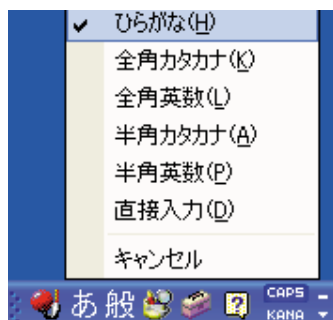 ひらがな(H)
全角カタカナ(K)
全角英数(L)
半角カタカナ(A)
半角英数(P)
直接入力(D)
キャンセル
あ 般 ? CAPS
KANA